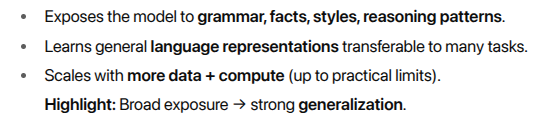 • Exposes the model to grammar, facts, styles, reasoning patterns.
• Learns general language representations transferable to many tasks.
• Scales with more data + compute (up to practical limits).
Highlight: Broad exposure → strong generalization.